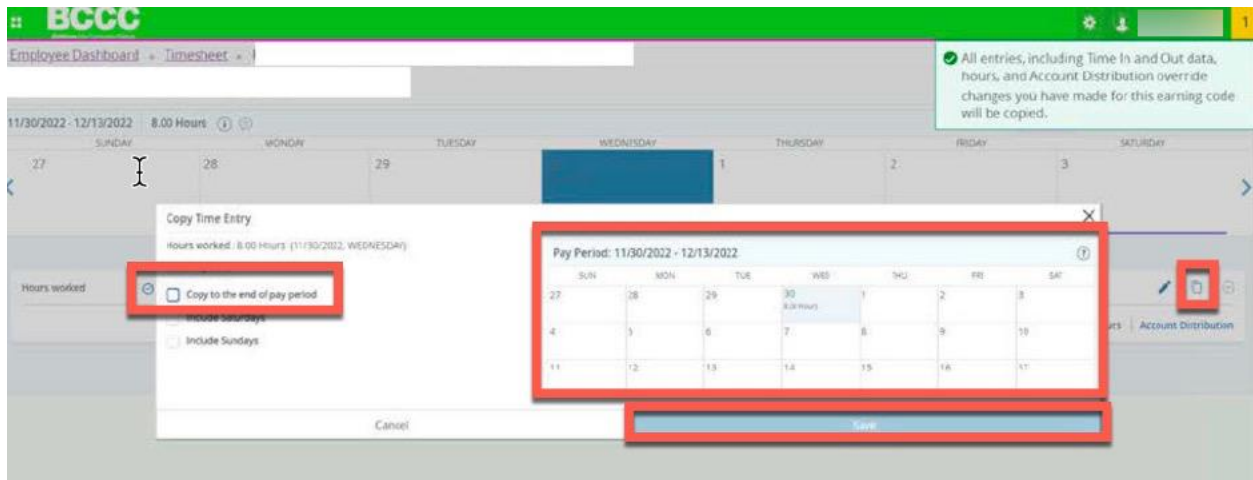 BCCC
1
Employee Dashboard • Timesheet •
All entries, including Time In and Out data,
hours, and Account Distribution override
changes you have made for this earning code
will be copied.
11/30/2022 - 12/13/2022 8.00 Hours
SUNDAY MONDAY TUESDAY WEDNESDAY THURSDAY FRIDAY SATURDAY
27 28 29 1 2 3
Copy Time Entry
Hours worked : 8.00 Hours (11/30/2022, WEDNESDAY)
Pay Period: 11/30/2022 - 12/13/2022
SUN MON TUE WED THU FRI SAT
27 28 29 30 1 2 3
8.00 Hours
4 5 6 7 8 9 10
11 12 13 14 15 16 17
Hours worked
Copy to the end of pay period
Include Saturdays
Include Sundays
Account Distribution
Cancel
Save